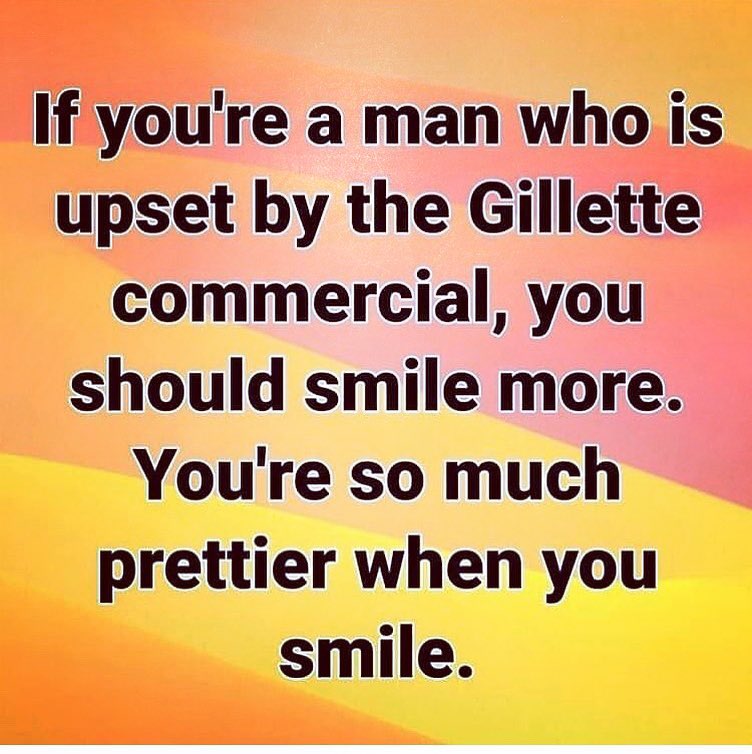 If you're a man who is
upset by the Gillette
commercial, you
should smile more.
You're so much
prettier when you
smile.